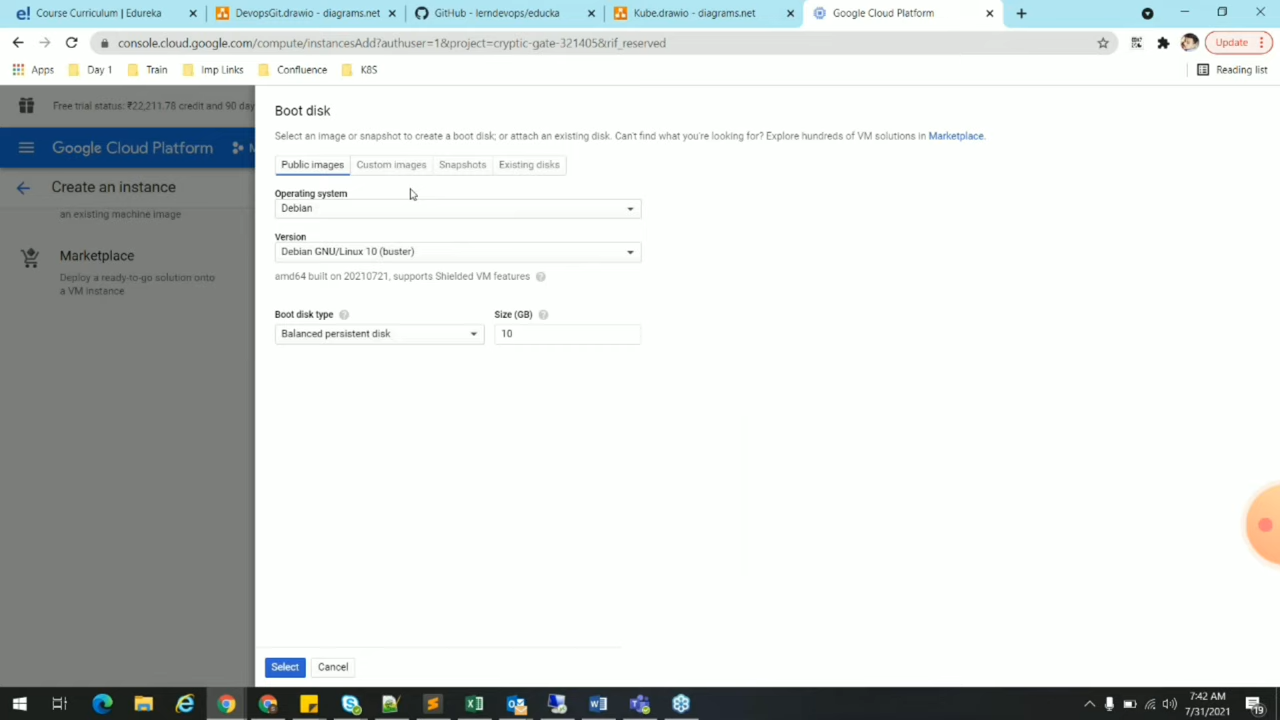 Course Curriculum | Edureka
DevopsGit.drawio - diagrams.net
GitHub - lerndevops/educka
Kube.drawio - diagrams.net
Google Cloud Platform
console.cloud.google.com/compute/instancesAdd?authuser=1&project=cryptic-gate-321405&rif_reserved
Update
Apps
Day 1
Train
Imp Links
Confluence
K8S
Reading list
Free trial status: ₹22,211.78 credit and 90 day
Google Cloud Platform
M
Create an instance
an existing machine image
Marketplace
Deploy a ready-to-go solution onto
a VM instance
Boot disk
Select an image or snapshot to create a boot disk; or attach an existing disk. Can't find what you're looking for? Explore hundreds of VM solutions in Marketplace.
Public images
Custom images
Snapshots
Existing disks
Operating system
Debian
Version
Debian GNU/Linux 10 (buster)
amd64 built on 20210721, supports Shielded VM features
Boot disk type
Size (GB)
Balanced persistent disk
10
Select
Cancel
7:42 AM
7/31/2021
19